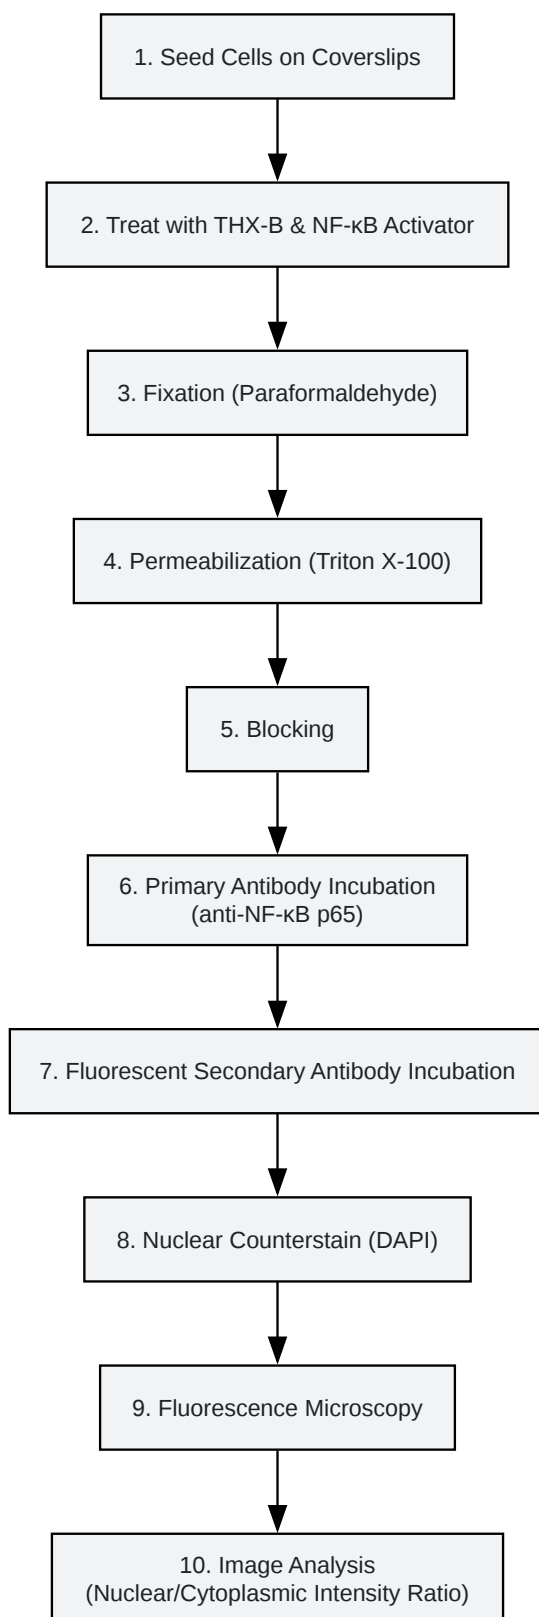 1. Seed Cells on Coverslips
2. Treat with THX-B & NF-κB Activator
3. Fixation (Paraformaldehyde)
4. Permeabilization (Triton X-100)
5. Blocking
6. Primary Antibody Incubation
(anti-NF-κB p65)
7. Fluorescent Secondary Antibody Incubation
8. Nuclear Counterstain (DAPI)
9. Fluorescence Microscopy
10. Image Analysis
(Nuclear/Cytoplasmic Intensity Ratio)